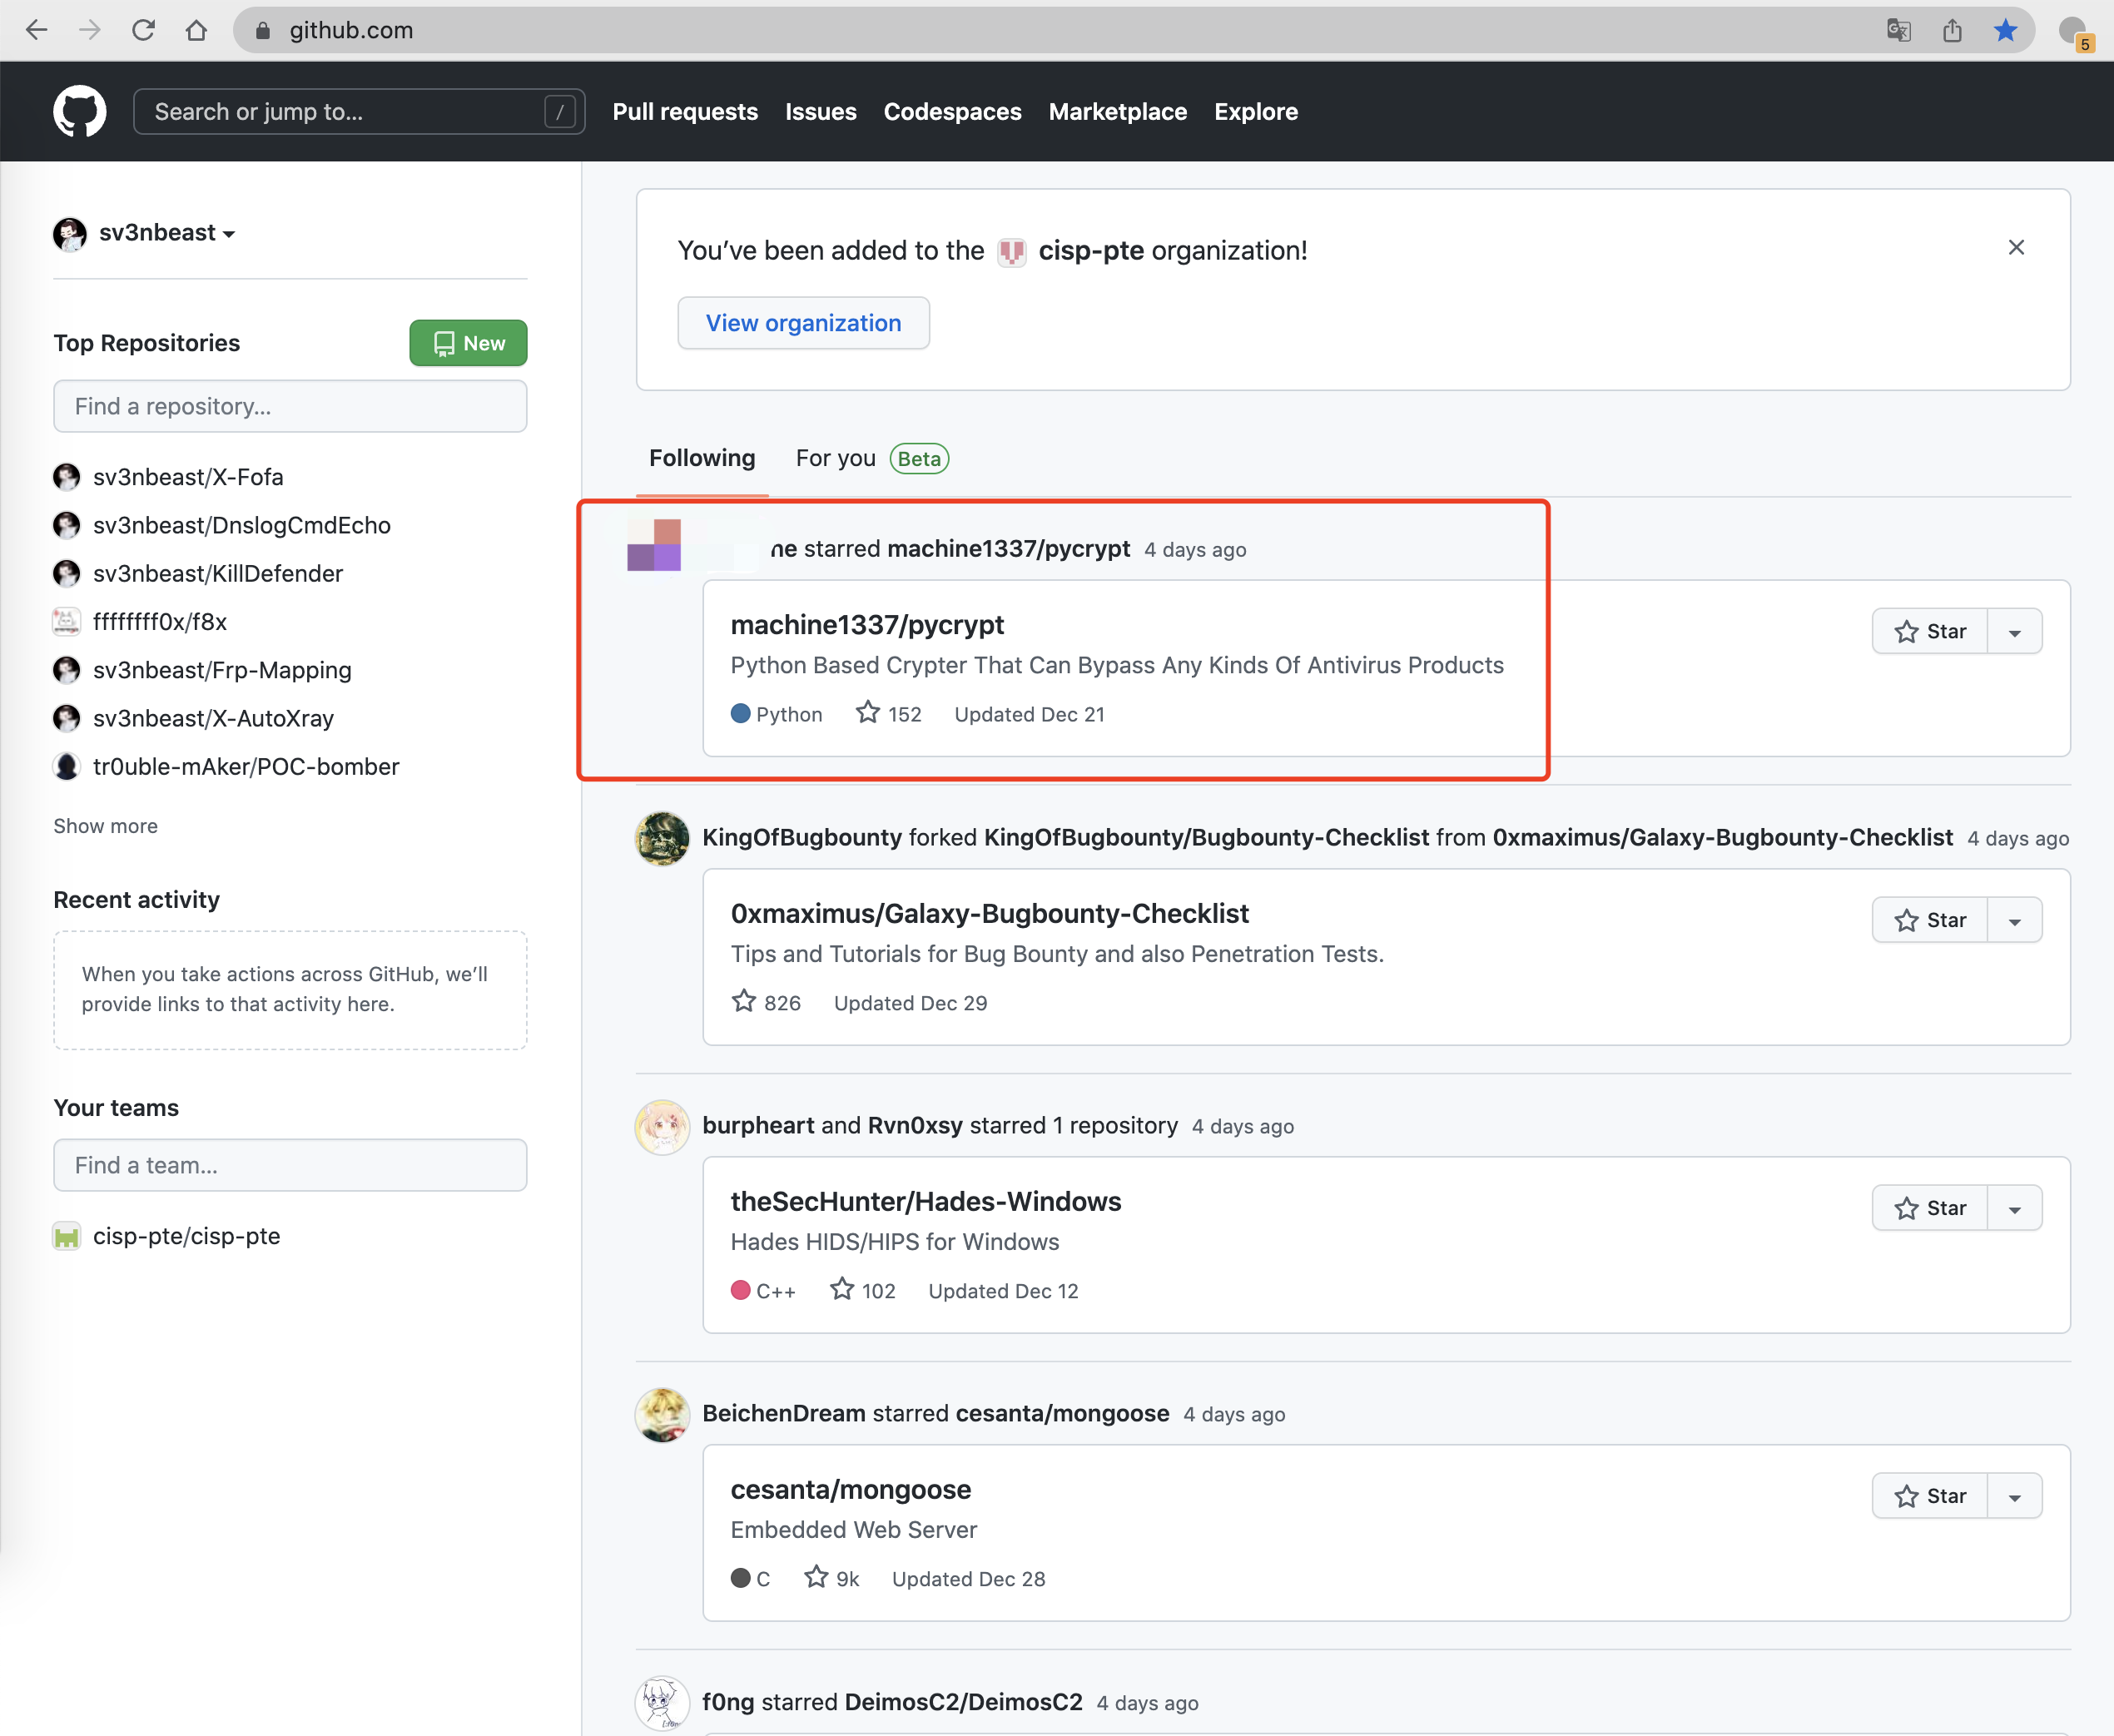 github.com
5
Search or jump to... /
Pull requests Issues Codespaces Marketplace Explore
sv3nbeast
Top Repositories
New
Find a repository...
sv3nbeast/X-Fofa
sv3nbeast/DnslogCmdEcho
sv3nbeast/KillDefender
ffffffff0x/f8x
sv3nbeast/Frp-Mapping
sv3nbeast/X-AutoXray
tr0uble-mAker/POC-bomber
Show more
Recent activity
When you take actions across GitHub, we’ll
provide links to that activity here.
Your teams
Find a team...
cisp-pte/cisp-pte
You’ve been added to the cisp-pte organization!
View organization
Following For you Beta
starred machine1337/pycrypt 4 days ago
machine1337/pycrypt
Star
Python Based Crypter That Can Bypass Any Kinds Of Antivirus Products
Python 152 Updated Dec 21
KingOfBugbounty forked KingOfBugbounty/Bugbounty-Checklist from 0xmaximus/Galaxy-Bugbounty-Checklist 4 days ago
0xmaximus/Galaxy-Bugbounty-Checklist
Star
Tips and Tutorials for Bug Bounty and also Penetration Tests.
826 Updated Dec 29
burpheart and Rvn0xsy starred 1 repository 4 days ago
theSecHunter/Hades-Windows
Star
Hades HIDS/HIPS for Windows
C++ 102 Updated Dec 12
BeichenDream starred cesanta/mongoose 4 days ago
cesanta/mongoose
Star
Embedded Web Server
C 9k Updated Dec 28
f0ng starred DeimosC2/DeimosC2 4 days ago